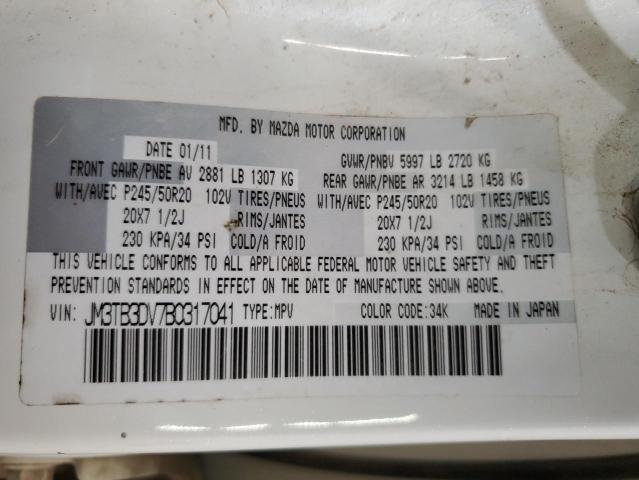 MFD. BY MAZDA MOTOR CORPORATION
DATE 01/11 GVWR/PNBV 5997 LB 2720 KG
FRONT GAWR/PNBE AV 2881 LB 1307 KG REAR GAWR/PNBE AR 3214 LB 1458 KG
WITH/AVEC P245/50R20 102V TIRES/PNEUS WITH/AVEC P245/50R20 102V TIRES/PNEUS
20X7 1/2J RIMS/JANTES 20X7 1/2J RIMS/JANTES
230 KPA/34 PSI COLD/A FROID 230 KPA/34 PSI COLD/A FROID
THIS VEHICLE CONFORMS TO ALL APPLICABLE FEDERAL MOTOR VEHICLE SAFETY AND THEFT
PREVENTION STANDARDS IN EFFECT ON THE DATE OF MANUFACTURE SHOWN ABOVE.
VIN: JM3TB3DV7B0317041 TYPE:MPV COLOR CODE:34K MADE IN JAPAN